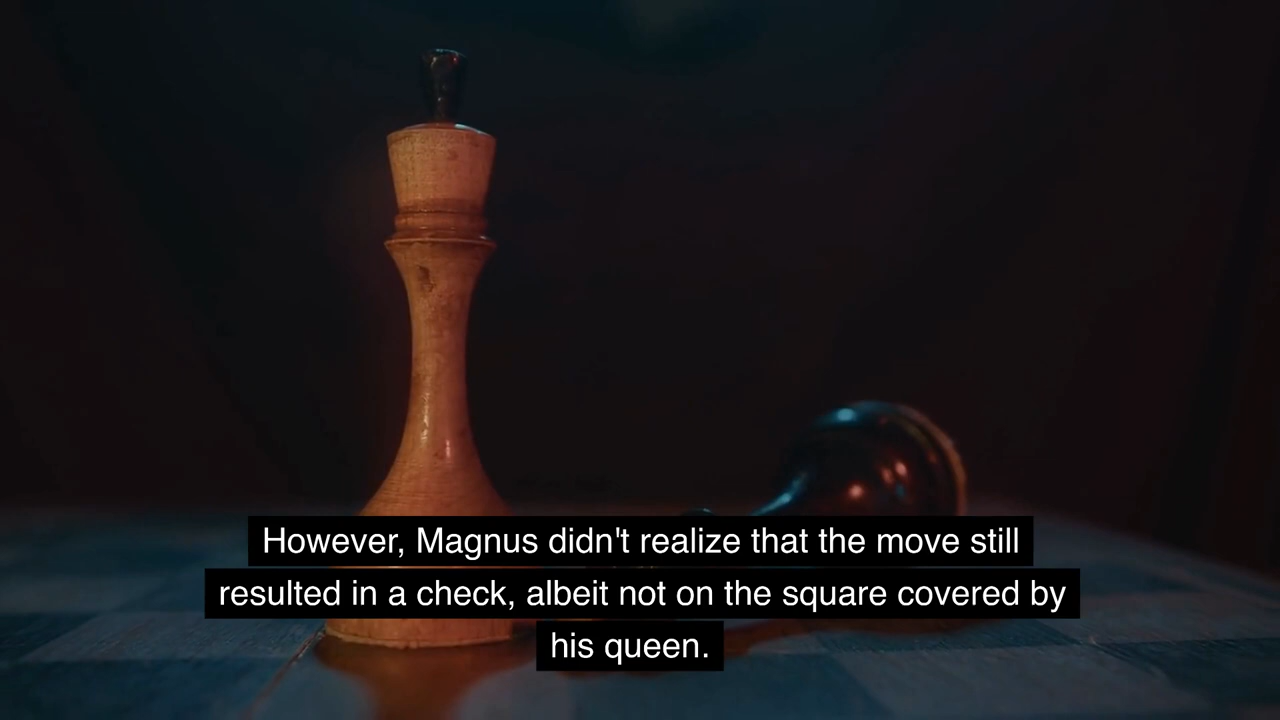 However, Magnus didn't realize that the move still
resulted in a check, albeit not on the square covered by
his queen.